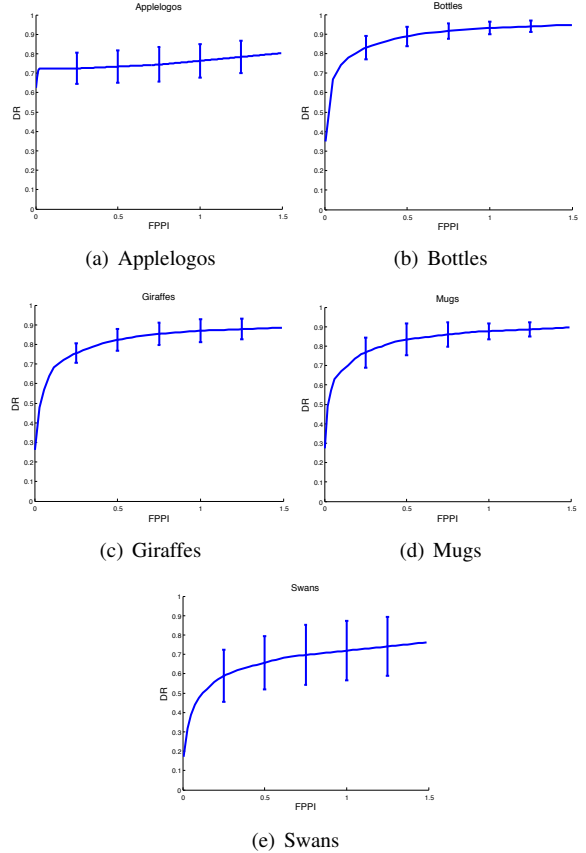 Applelogos
1
0.9
0.8
0.7
0.6
0.5
0.4
0.3
0.2
0.1
0
DR
0 0.5 1 1.5
FPPI
(a) Applelogos
Bottles
1
0.9
0.8
0.7
0.6
0.5
0.4
0.3
0.2
0.1
0
DR
0 0.5 1 1.5
FPPI
(b) Bottles
Giraffes
1
0.9
0.8
0.7
0.6
0.5
0.4
0.3
0.2
0.1
0
DR
0 0.5 1 1.5
FPPI
(c) Giraffes
Mugs
1
0.9
0.8
0.7
0.6
0.5
0.4
0.3
0.2
0.1
0
DR
0 0.5 1 1.5
FPPI
(d) Mugs
Swans
1
0.9
0.8
0.7
0.6
0.5
0.4
0.3
0.2
0.1
0
DR
0 0.5 1 1.5
FPPI
(e) Swans